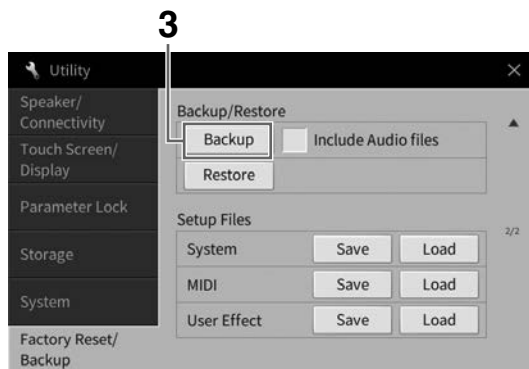 3
Utility
Speaker/
Connectivity
Touch Screen/
Display
Parameter Lock
Storage
System
Factory Reset/
Backup
Backup/Restore
Backup Include Audio files
Restore
Setup Files
System Save Load
MIDI Save Load
User Effect Save Load
2/2